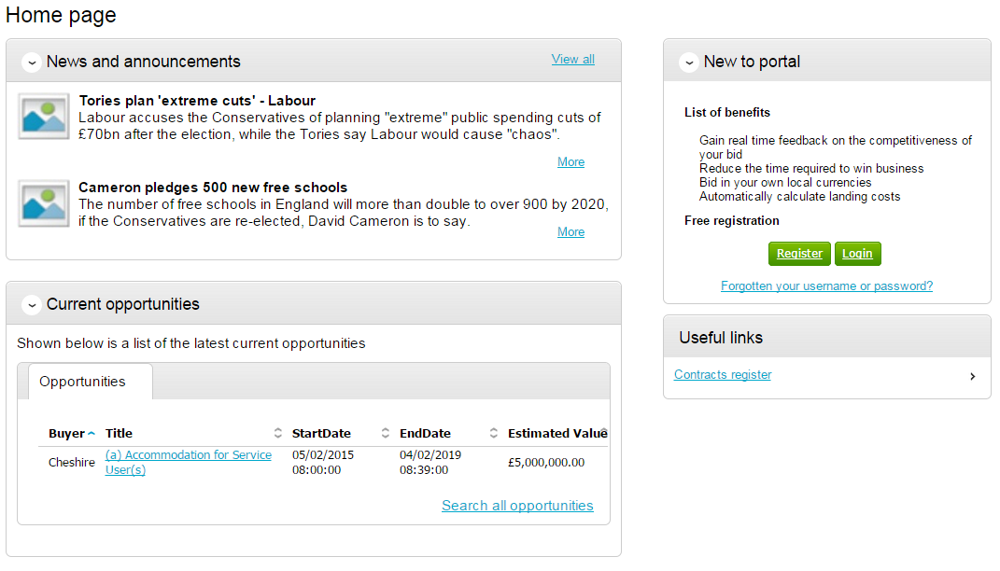 Home page
News and announcements
View all
Tories plan 'extreme cuts' - Labour
Labour accuses the Conservatives of planning "extreme" public spending cuts of
£70bn after the election, while the Tories say Labour would cause "chaos".
More
Cameron pledges 500 new free schools
The number of free schools in England will more than double to over 900 by 2020,
if the Conservatives are re-elected, David Cameron is to say.
More
Current opportunities
Shown below is a list of the latest current opportunities
Opportunities
Buyer Title StartDate EndDate Estimated Value
Cheshire (a) Accommodation for Service 05/02/2015 04/02/2019 £5,000,000.00
User(s) 08:00:00 08:39:00
Search all opportunities
New to portal
List of benefits
Gain real time feedback on the competitiveness of
your bid
Reduce the time required to win business
Bid in your own local currencies
Automatically calculate landing costs
Free registration
Register Login
Forgotten your username or password?
Useful links
Contracts register